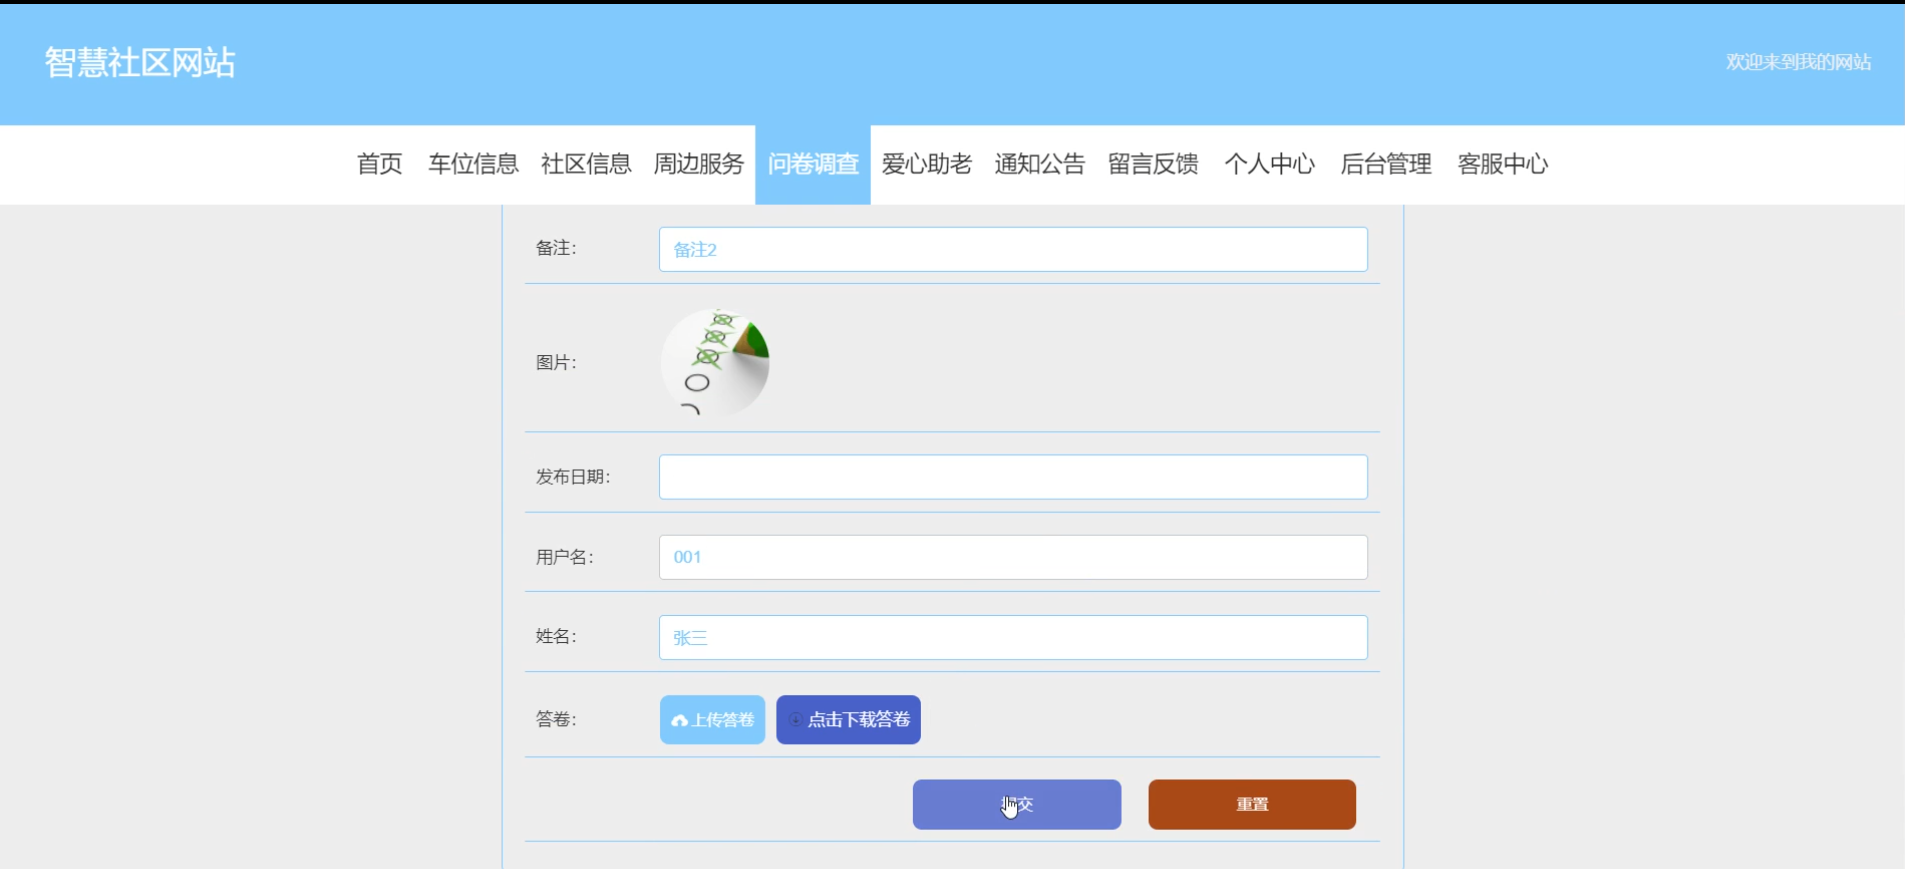 智慧社区网站
欢迎来到我的网站
首页 车位信息 社区信息 周边服务 问卷调查 爱心助老 通知公告 留言反馈 个人中心 后台管理 客服中心
备注： 备注2
图片：
发布日期：
用户名： 001
姓名： 张三
答卷： 上传答卷 点击下载答卷
交 重置